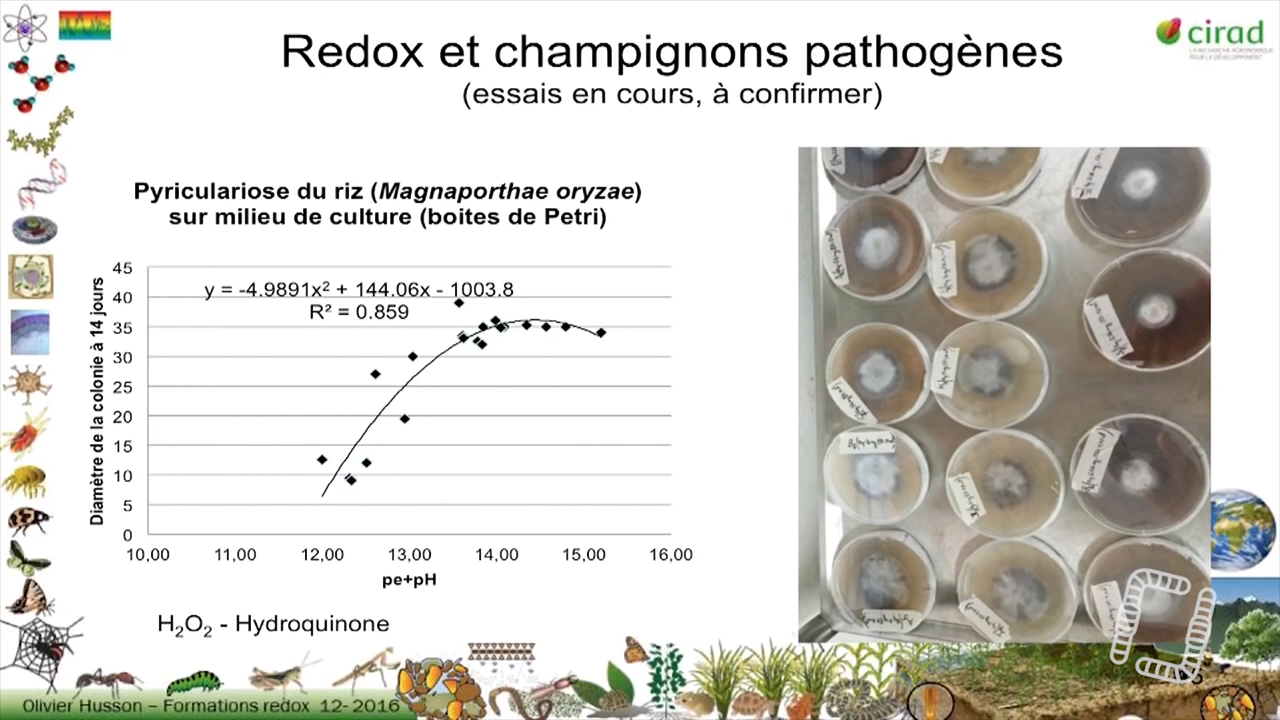 Redox et champignons pathogènes
(essais en cours, à confirmer)
cirad
LA RECHERCHE AGRONOMIQUE
POUR LE DÉVELOPPEMENT
Pyriculariose du riz (Magnaporthae oryzae)
sur milieu de culture (boites de Petri)
Diamètre de la colonie à 14 jours
45
40
35
30
25
20
15
10
5
0
y = -4.9891x² + 144.06x - 1003.8
R² = 0.859
10,00 11,00 12,00 13,00 14,00 15,00 16,00
pe+pH
H₂O₂ - Hydroquinone
Olivier Husson – Formations redox 12- 2016